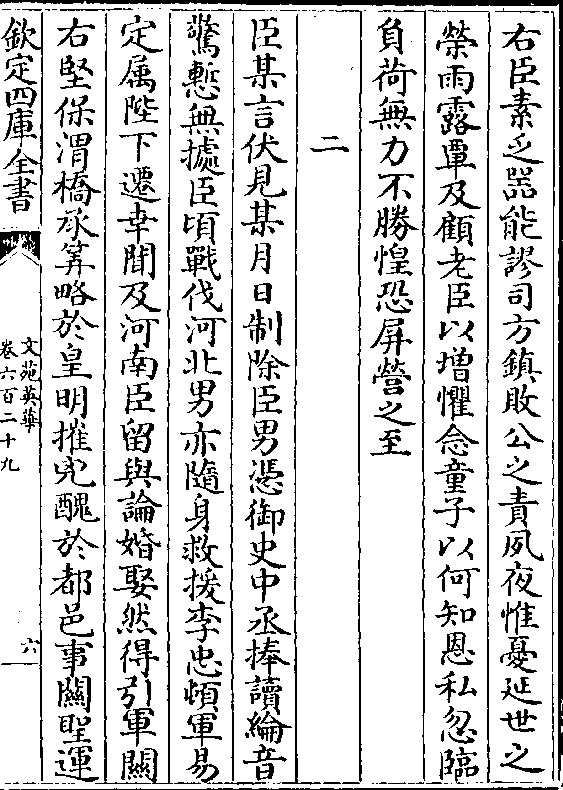 右臣素乏器能謬司方鎮敗公之責夙夜惟憂延世之
榮雨露覃及顧老臣以增懼念童子以何知恩私忽臨
負荷無力不勝惶恐屏營之至
二
臣某言伏見某月日制除臣男憑御史中丞捧讀綸音
驚慙無據臣頃戰伐河北男亦隨身救援李忠頓軍易
定属陛下遷幸聞及河南臣留與論婚娶然得引軍關
右堅保渭橋承筭略於皇明摧兇醜於都邑事關聖運
欽定四庫全書
文苑英華
卷六百二十九
六